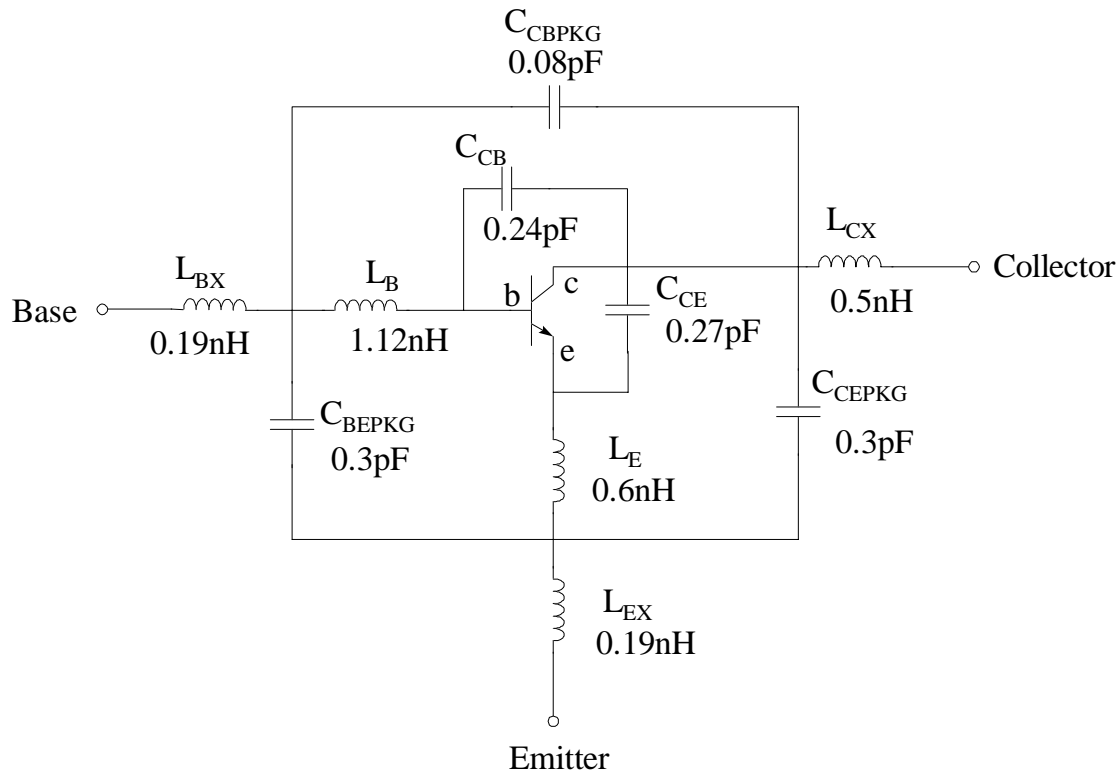 C_CBPKG
0.08pF
C_CB
0.24pF
L_CX
L_BX
L_B
b
c
C_CE
Collector
Base
0.27pF
0.5nH
0.19nH
1.12nH
e
C_BEPKG
C_CEPKG
0.3pF
L_E
0.3pF
0.6nH
L_EX
0.19nH
Emitter